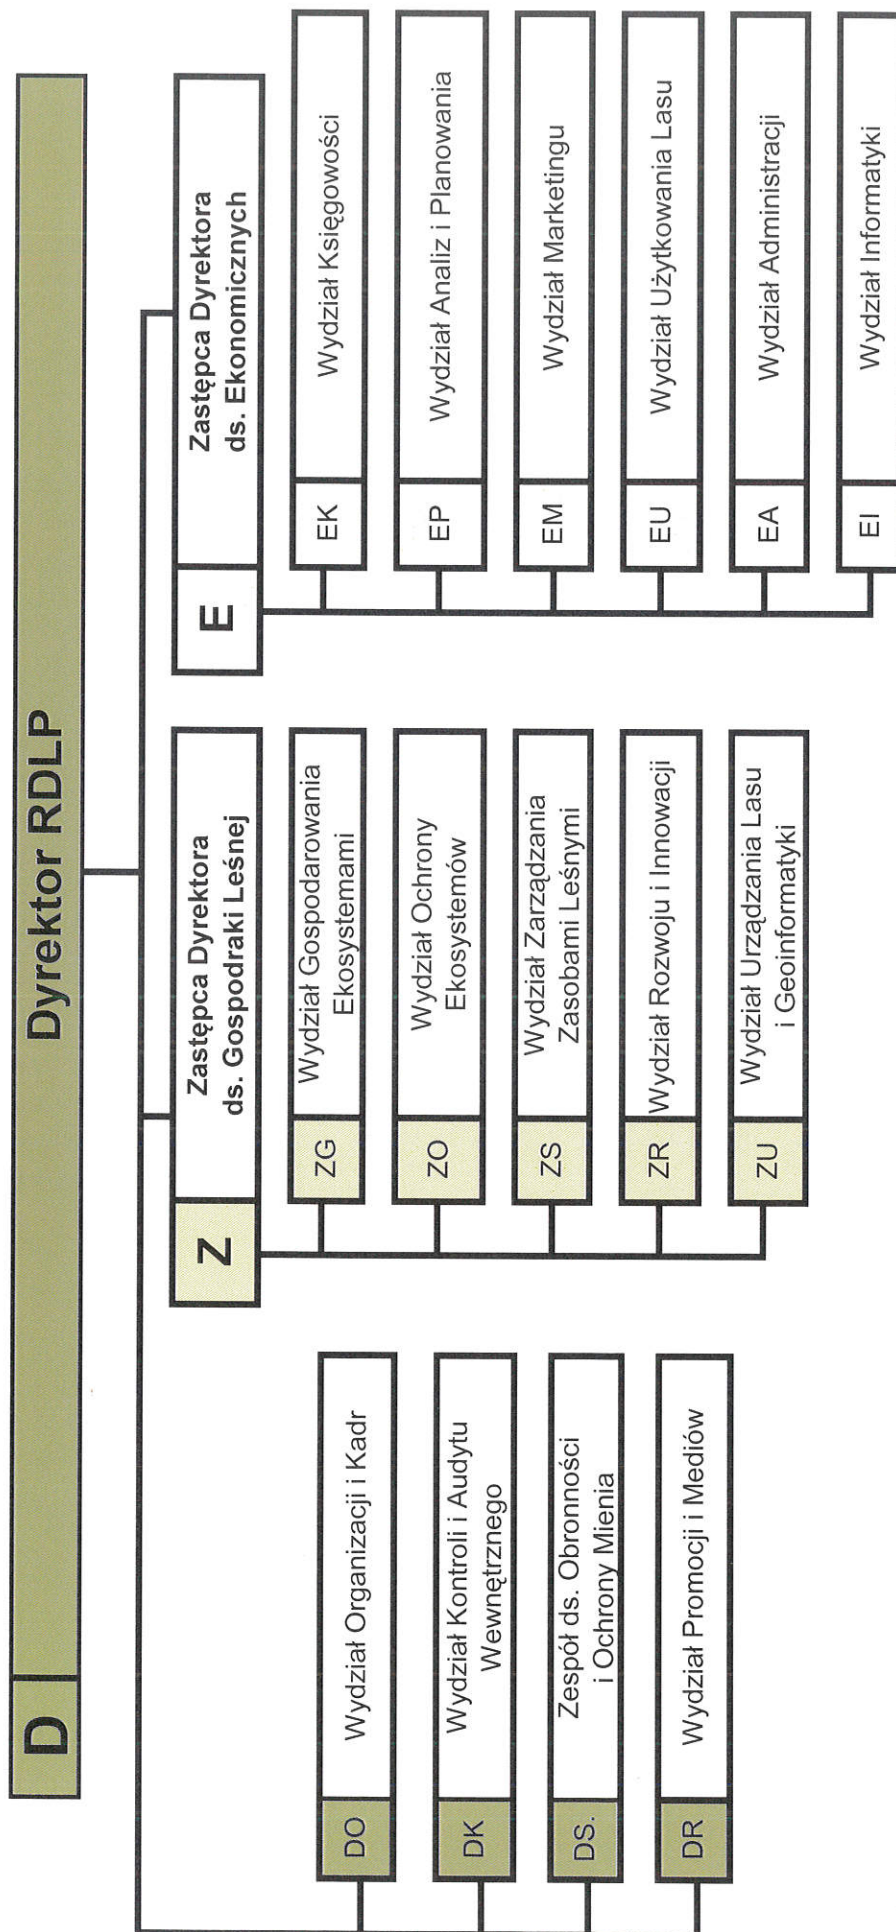 D
Dyrektor RDLP
DO
Wydział Organizacji i Kadr
DK
Wydział Kontroli i Audytu
Wewnętrznego
DS.
Zespół ds. Obronności
i Ochrony Mienia
DR
Wydział Promocji i Mediów
Z
Zastępca Dyrektora
ds. Gospodraki Leśnej
ZG
Wydział Gospodarowania
Ekosystemami
ZO
Wydział Ochrony
Ekosystemów
ZS
Wydział Zarządzania
Zasobami Leśnymi
ZR
Wydział Rozwoju i Innowacji
ZU
Wydział Urządzania Lasu
i Geoinformatyki
E
Zastępca Dyrektora
ds. Ekonomicznych
EK
Wydział Księgowości
EP
Wydział Analiz i Planowania
EM
Wydział Marketingu
EU
Wydział Użytkowania Lasu
EA
Wydział Administracji
EI
Wydział Informatyki